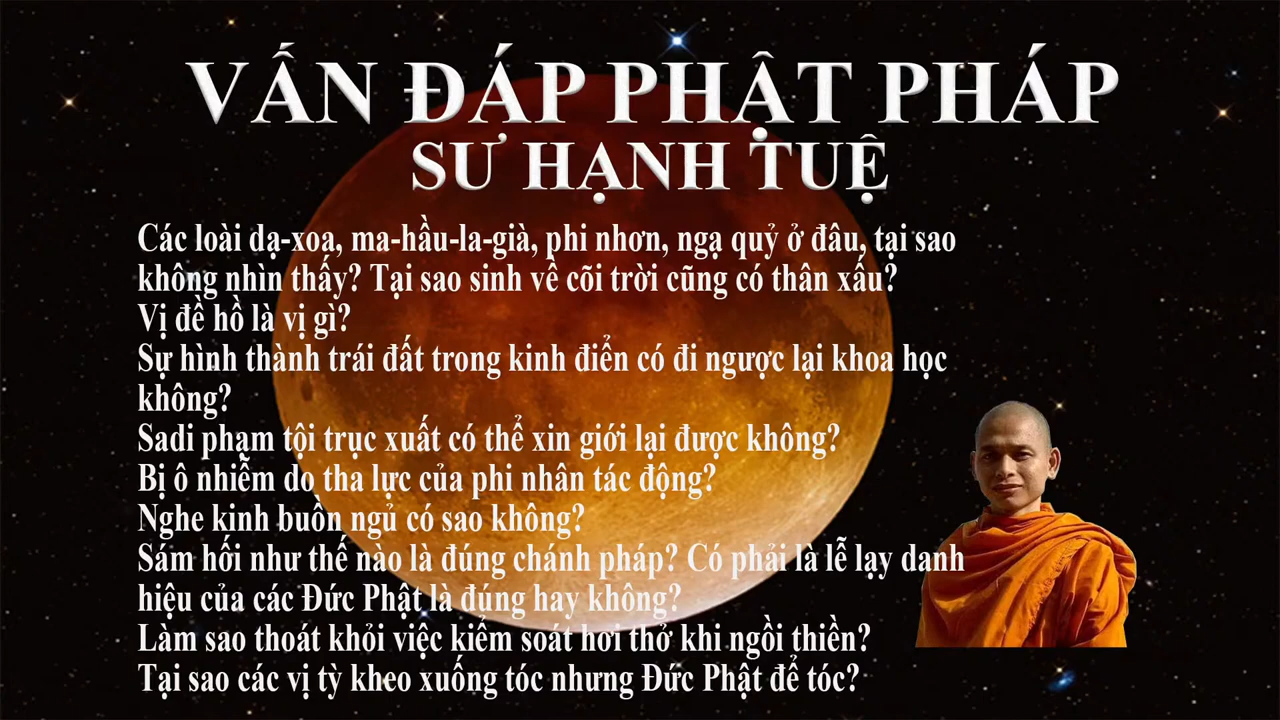 VẤN ĐÁP PHẬT PHÁP
SƯ HẠNH TUỆ
Các loài dạ-xoa, ma-hầu-la-già, phi nhơn, ngạ quỷ ở đâu, tại sao
không nhìn thấy? Tại sao sinh về cõi trời cũng có thân xấu?
Vị đề hồ là vị gì?
Sự hình thành trái đất trong kinh điển có đi ngược lại khoa học
không?
Sadi phạm tội trục xuất có thể xin giới lại được không?
Bị ô nhiễm do tha lực của phi nhân tác động?
Nghe kinh buồn ngủ có sao không?
Sám hối như thế nào là đúng chánh pháp? Có phải là lễ lạy danh
hiệu của các Đức Phật là đúng hay không?
Làm sao thoát khỏi việc kiểm soát hơi thở khi ngồi thiền?
Tại sao các vị tỳ kheo xuống tóc nhưng Đức Phật để tóc?